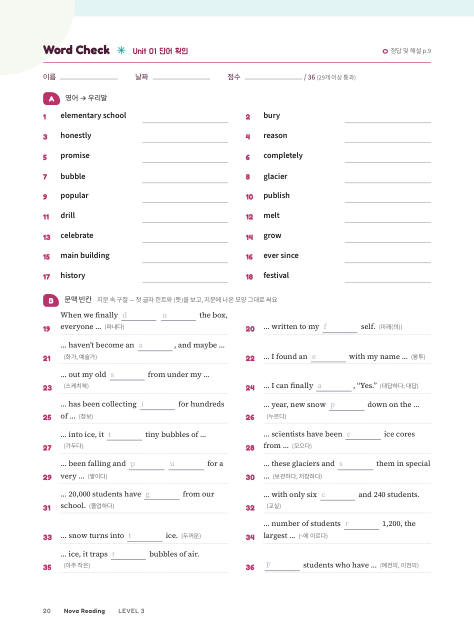 Word Check ✳ Unit 01 단어 확인
정답 및 해설 p.9
이름 날짜 점수 / 36 (29개 이상 통과)
A 영어 → 우리말
1 elementary school 2 bury
3 honestly 4 reason
5 promise 6 completely
7 bubble 8 glacier
9 popular 10 publish
11 drill 12 melt
13 celebrate 14 grow
15 main building 16 ever since
17 history 18 festival
B 문맥 빈칸 지문 속 구절 — 첫 글자 힌트와 (뜻)를 보고, 지문에 나온 모양 그대로 써요
When we finally d n the box,
19 everyone ... (파내다)
20 ... written to my f self. (미래(의))
... haven't become an a , and maybe ...
21 (화가, 예술가)
22 ... I found an e with my name ... (봉투)
... out my old s from under my ...
23 (스케치북)
24 ... I can finally a , "Yes." (대답하다; 대답)
... has been collecting i for hundreds
25 of ... (정보)
... year, new snow p down on the ...
26 (누르다)
... into ice, it t tiny bubbles of ...
27 (가두다)
... scientists have been c ice cores
28 from ... (모으다)
... been falling and p u for a
29 very ... (쌓이다)
... these glaciers and s them in special
30 ... (보관하다, 저장하다)
... 20,000 students have g from our
31 school. (졸업하다)
... with only six c and 240 students.
32 (교실)
33 ... snow turns into t ice. (두꺼운)
... number of students r 1,200, the
34 largest ... (~에 이르다)
... ice, it traps t bubbles of air.
35 (아주 작은)
36 p students who have ... (예전의, 이전의)
20 Nova Reading LEVEL 3